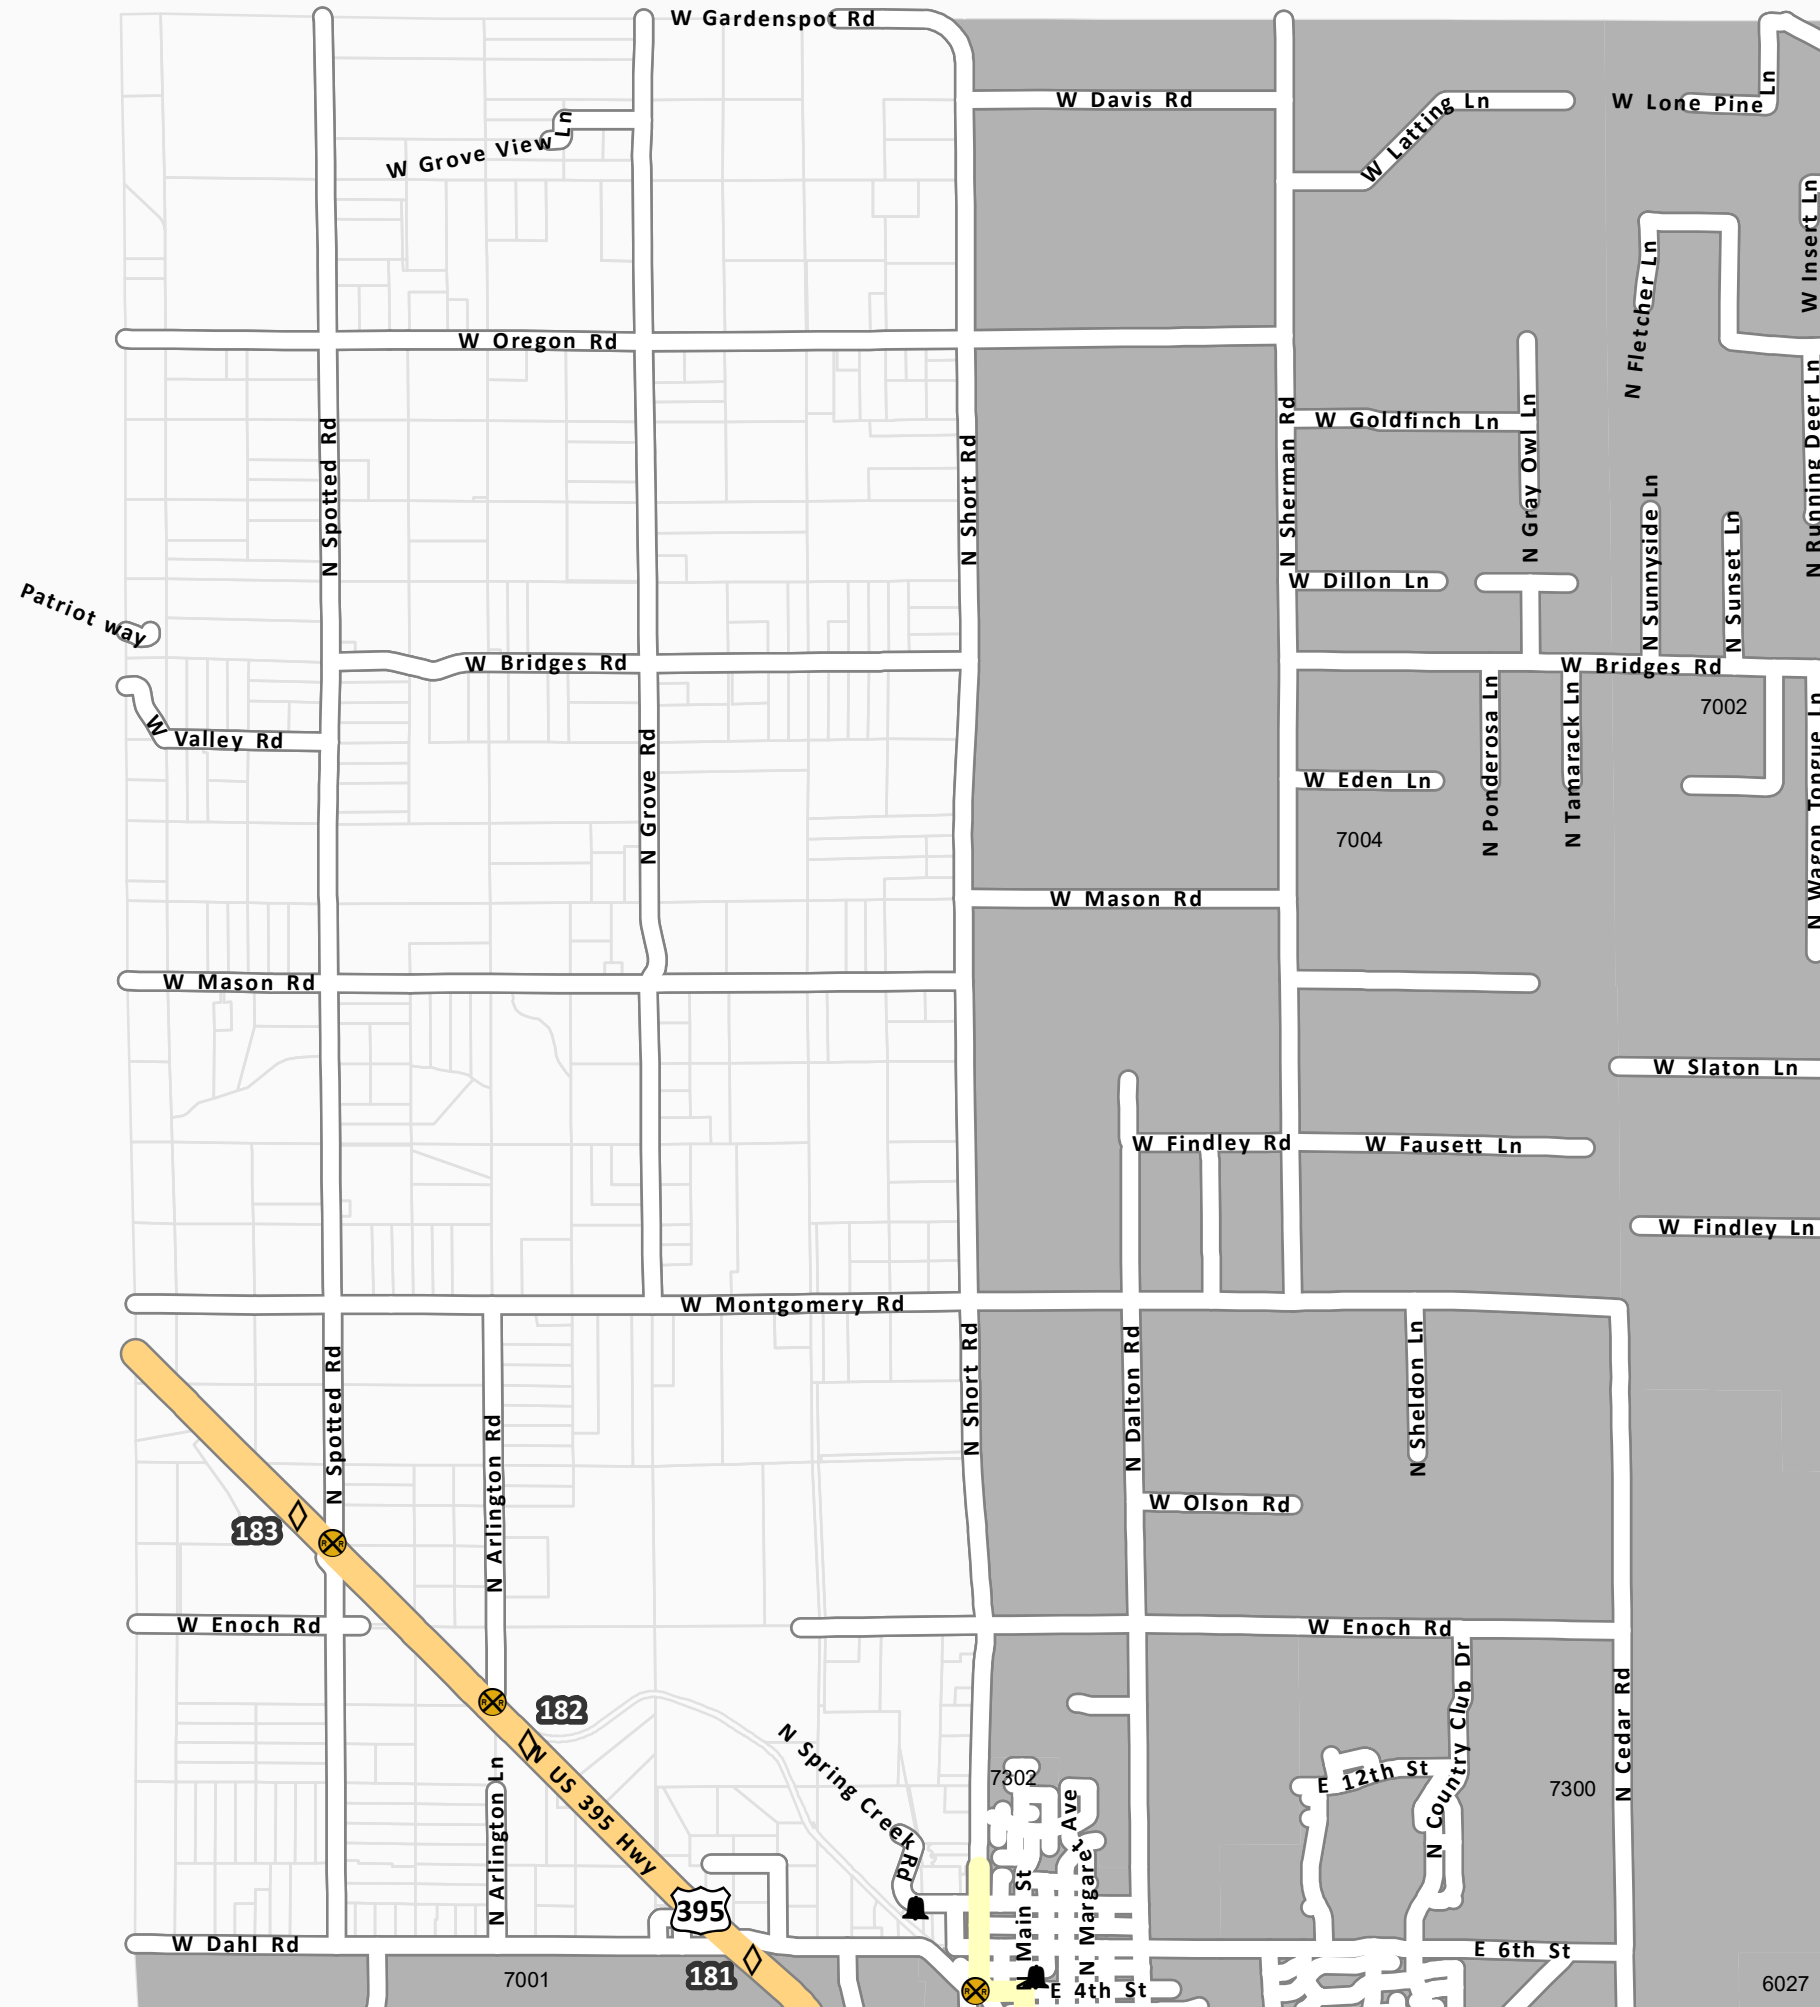 W Gardenspot Rd
W Davis Rd
W Latting Ln
W Lone Pine Ln
W Grove View Ln
W Insert Ln
N Fletcher Ln
W Oregon Rd
N Running Deer Ln
W Goldfinch Ln
N Gray Owl Ln
N Spotted Rd
N Short Rd
N Sherman Rd
N Sunnyside Ln
N Sunset Ln
W Dillon Ln
Patriot way
W Bridges Rd
W Bridges Rd
7002
W Valley Rd
N Grove Rd
N Ponderosa Ln
N Tamarack Ln
N Wagon Tongue Ln
W Eden Ln
7004
W Mason Rd
W Mason Rd
W Slaton Ln
W Findley Rd
W Fausett Ln
W Findley Ln
W Montgomery Rd
N Spotted Rd
N Short Rd
N Dalton Rd
N Sheldon Ln
N Arlington Rd
W Olson Rd
183
R R
W Enoch Rd
W Enoch Rd
R R
182
N Country Club Dr
N Cedar Rd
N US 395 Hwy
N Spring Creek Rd
7302
E 12th St
7300
N Arlington Ln
N Margaret Ave
N Main St
395
W Dahl Rd
E 6th St
7001
181
R R
E 4th St
6027